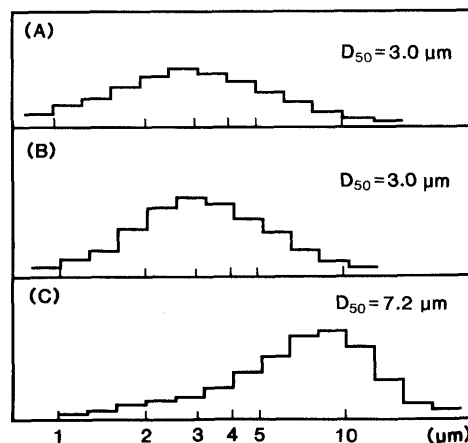 (A)
D₅₀ = 3.0 μm
(B)
D₅₀ = 3.0 μm
(C)
D₅₀ = 7.2 μm
1 2 3 4 5 10 (μm)